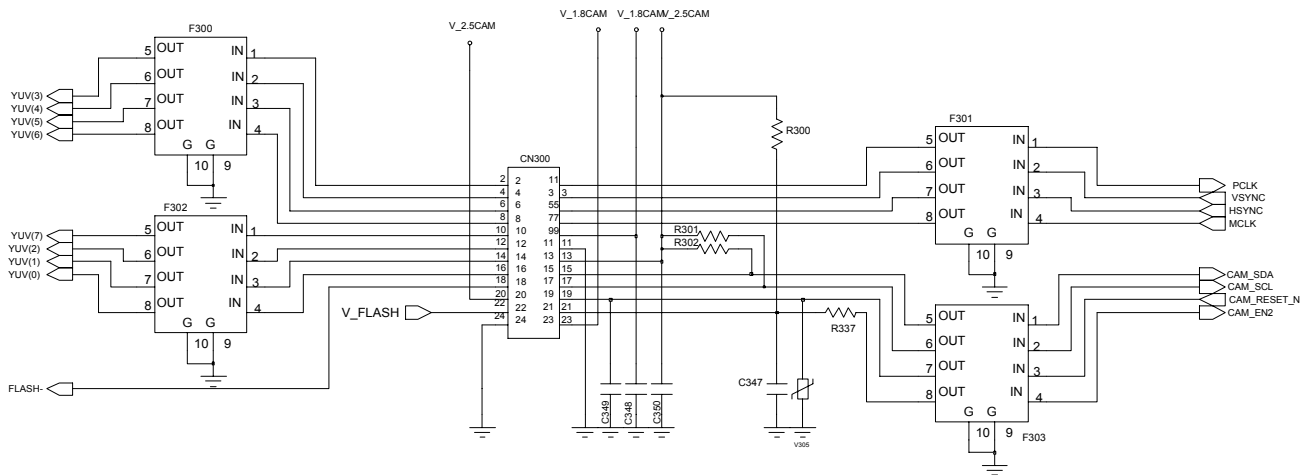 V_1.8CAM V_1.8CAM V_2.5CAM
V_2.5CAM
F300
5 OUT IN 1
6 OUT IN 2
7 OUT IN 3
8 OUT IN 4
G G
10 9
YUV(3)
YUV(4)
YUV(5)
YUV(6)
R300
F301
5 OUT IN 1
6 OUT IN 2
7 OUT IN 3
8 OUT IN 4
G G
10 9
PCLK
VSYNC
HSYNC
MCLK
CN300
2 2 11
4 4 3 3
6 6 55
8 8 77
10 10 99
12 12 11 11
14 14 13 13
16 16 15 15
18 18 17 17
20 20 19 19
22 22 21 21
24 24 23 23
R301
R302
F302
5 OUT IN 1
6 OUT IN 2
7 OUT IN 3
8 OUT IN 4
G G
10 9
YUV(7)
YUV(2)
YUV(1)
YUV(0)
V_FLASH
R337
CAM_SDA
CAM_SCL
CAM_RESET_N
CAM_EN2
5 OUT IN 1
6 OUT IN 2
7 OUT IN 3
8 OUT IN 4
G G
10 9
F303
FLASH-
C349
C348
C350
C347
V305